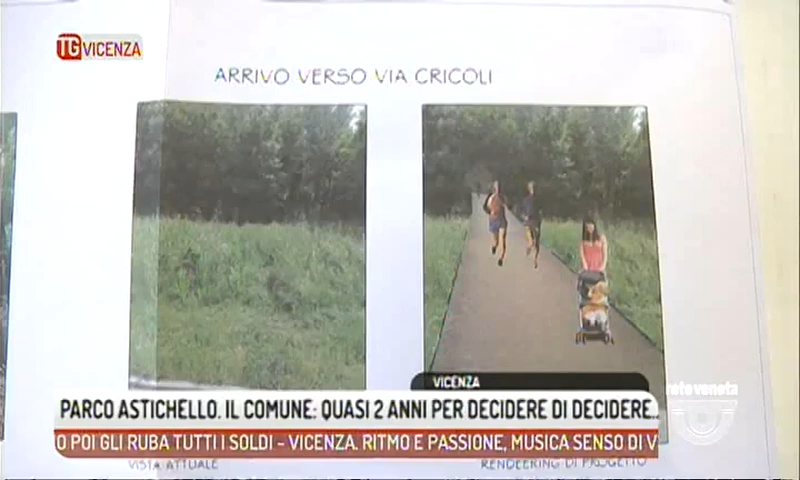 TG VICENZA
ARRIVO VERSO VIA CRICOLI
VICENZA
PARCO ASTICHELLO. IL COMUNE: QUASI 2 ANNI PER DECIDERE DI DECIDERE..
O POI GLI RUBA TUTTI I SOLDI - VICENZA. RITMO E PASSIONE, MUSICA SENSO DI V
rete veneta
VISTA ATTUALE
RENDEERING DI PROGETTO